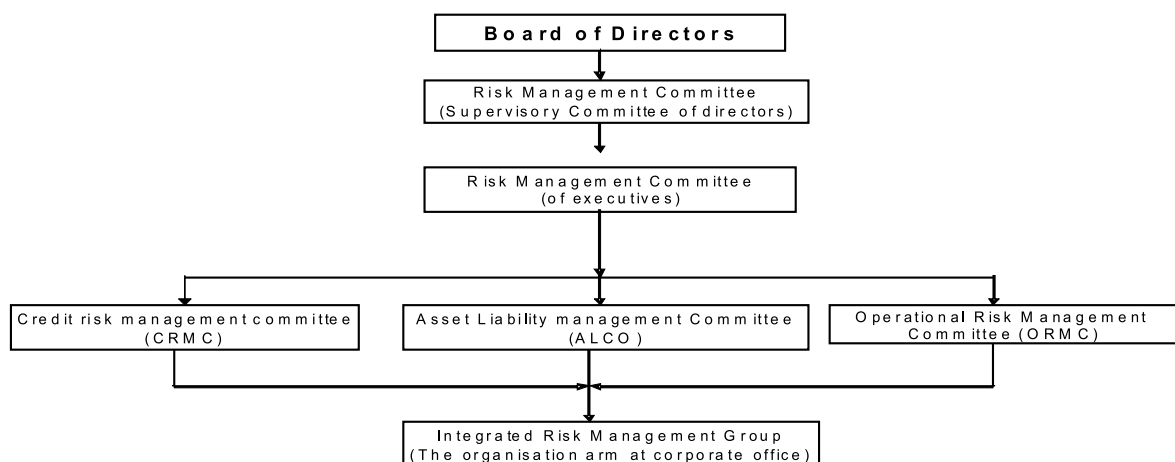 Board of Directors
Risk Management Committee
(Supervisory Committee of directors)
Risk Management Committee
(of executives)
Credit risk management committee
(CRMC)
Asset Liability management Committee
(ALCO)
Operational Risk Management
Committee (ORMC)
Integrated Risk Management Group
(The organisation arm at corporate office)